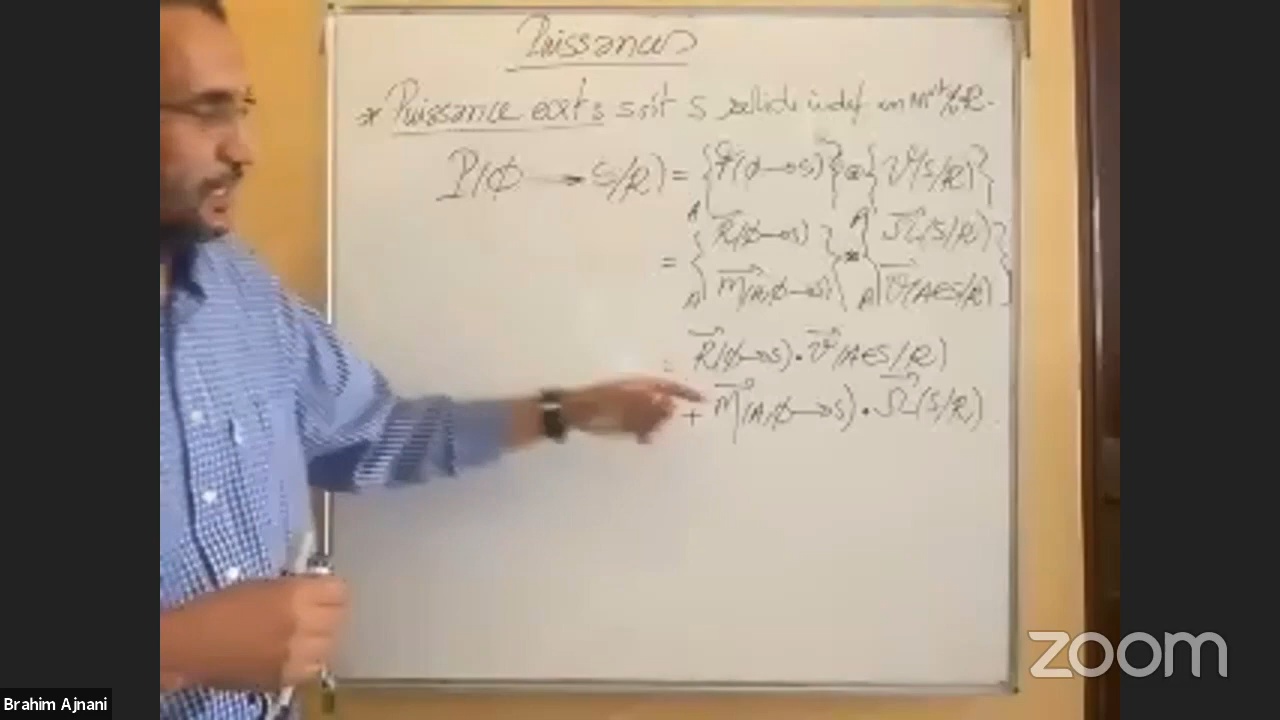 Puissances
* Puissance ext: soit S solide indef en Mvt % R.
P(ϕ → S/R) = {F(ϕ→S)} ⊗ {V(S/R)}
= A{ R⃗(ϕ→S) M⃗(A,ϕ→S) } * A{ Ω⃗(S/R) V⃗(A∈S/R) }
= R⃗(ϕ→S) • V⃗(A∈S/R)
+ M⃗(A,ϕ→S) • Ω⃗(S/R).
zoom
Brahim Ajnani